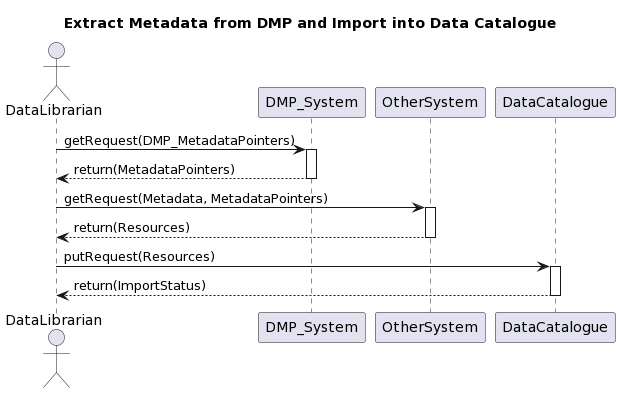 Extract Metadata from DMP and Import into Data Catalogue
DataLibrarian
DMP_System
OtherSystem
DataCatalogue
getRequest(DMP_MetadataPointers)
return(MetadataPointers)
getRequest(Metadata, MetadataPointers)
return(Resources)
putRequest(Resources)
return(ImportStatus)
DataLibrarian
DMP_System
OtherSystem
DataCatalogue